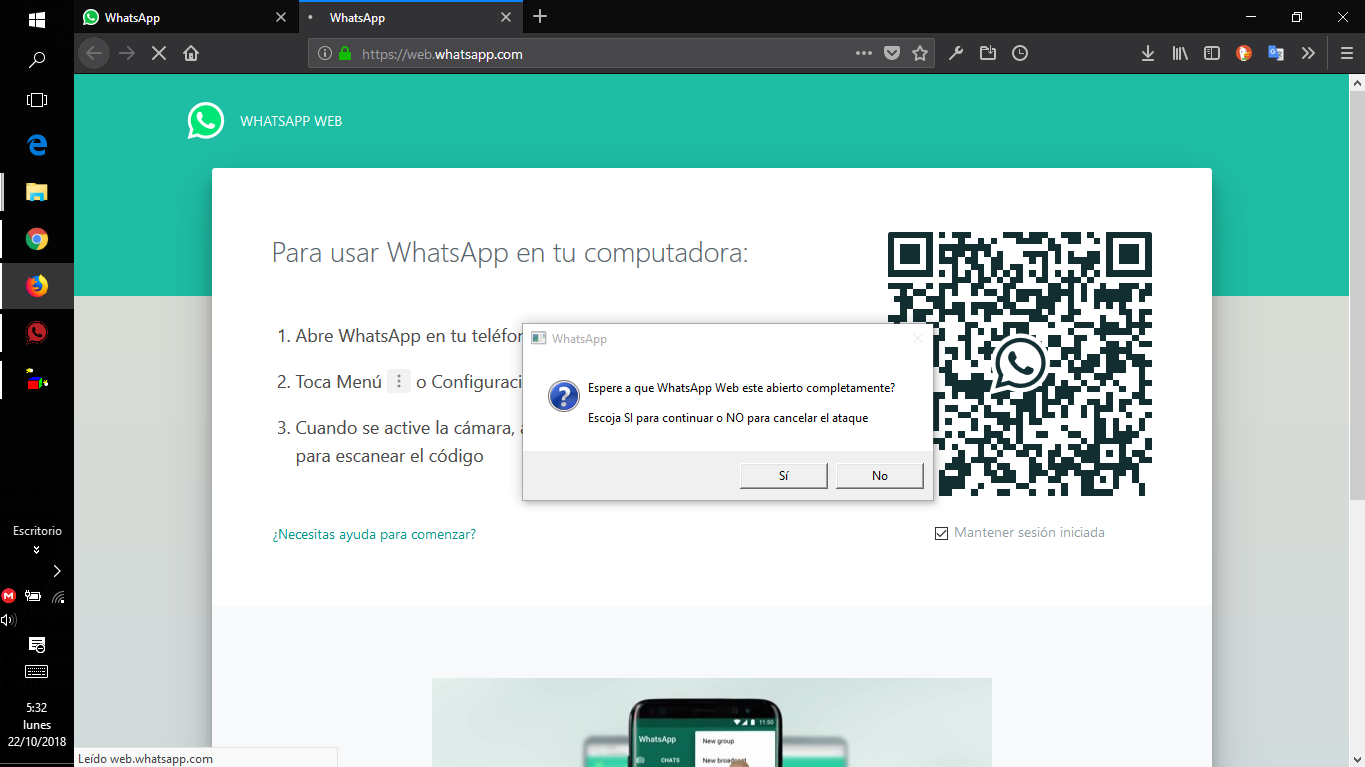 WhatsApp
WhatsApp
https://web.whatsapp.com
WHATSAPP WEB
Para usar WhatsApp en tu computadora:
1. Abre WhatsApp en tu teléfon
2. Toca Menú o Configuraci
3. Cuando se active la cámara,
para escanear el código
WhatsApp
Espere a que WhatsApp Web este abierto completamente?
Escoja SI para continuar o NO para cancelar el ataque
Sí
No
¿Necesitas ayuda para comenzar?
Mantener sesión iniciada
WhatsApp
CHATS
New group
New broadcast
11:50
Escritorio
5:32
lunes
22/10/2018
Leído web.whatsapp.com